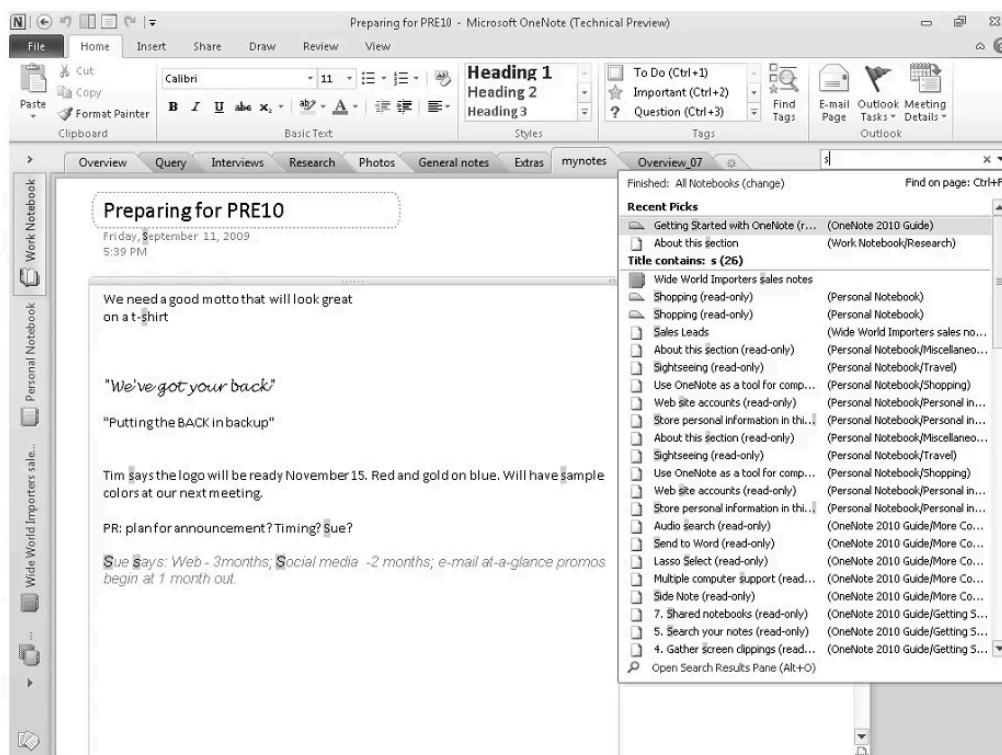 Preparing for PRE10 - Microsoft OneNote (Technical Preview)
File Home Insert Share Draw Review View
Paste
Cut
Copy
Format Painter
Clipboard
Calibri 11
B I U abc x₂ ab A
Basic Text
Heading 1
Heading 2
Heading 3
Styles
To Do (Ctrl+1)
Important (Ctrl+2)
? Question (Ctrl+3)
Find
Tags
Tags
E-mail
Page
Outlook
Tasks
Meeting
Details
Outlook
Overview Query Interviews Research Photos General notes Extras mynotes Overview_07
s
Work Notebook
Personal Notebook
Wide World Importers sale...
...
Preparing for PRE10
Friday, September 11, 2009
5:39 PM
We need a good motto that will look great
on a t-shirt
"We've got your back"
"Putting the BACK in backup"
Tim says the logo will be ready November 15. Red and gold on blue. Will have sample
colors at our next meeting.
PR: plan for announcement? Timing? Sue?
Sue says: Web - 3months; Social media -2 months; e-mail at-a-glance promos
begin at 1 month out.
Finished: All Notebooks (change) Find on page: Ctrl+F
Recent Picks
Getting Started with OneNote (r... (OneNote 2010 Guide)
About this section (Work Notebook/Research)
Title contains: s (26)
Wide World Importers sales notes
Shopping (read-only) (Personal Notebook)
Shopping (read-only) (Personal Notebook)
Sales Leads (Wide World Importers sales no...
About this section (read-only) (Personal Notebook/Miscellaneo...
Sightseeing (read-only) (Personal Notebook/Travel)
Use OneNote as a tool for comp... (Personal Notebook/Shopping)
Web site accounts (read-only) (Personal Notebook/Personal in...
Store personal information in thi... (Personal Notebook/Personal in...
About this section (read-only) (Personal Notebook/Miscellaneo...
Sightseeing (read-only) (Personal Notebook/Travel)
Use OneNote as a tool for comp... (Personal Notebook/Shopping)
Web site accounts (read-only) (Personal Notebook/Personal in...
Store personal information in thi... (Personal Notebook/Personal in...
Audio search (read-only) (OneNote 2010 Guide/More Co...
Send to Word (read-only) (OneNote 2010 Guide/More Co...
Lasso Select (read-only) (OneNote 2010 Guide/More Co...
Multiple computer support (read... (OneNote 2010 Guide/More Co...
Side Note (read-only) (OneNote 2010 Guide/More Co...
7. Shared notebooks (read-only) (OneNote 2010 Guide/Getting S...
5. Search your notes (read-only) (OneNote 2010 Guide/Getting S...
4. Gather screen clippings (read... (OneNote 2010 Guide/Getting S...
Open Search Results Pane (Alt+O)